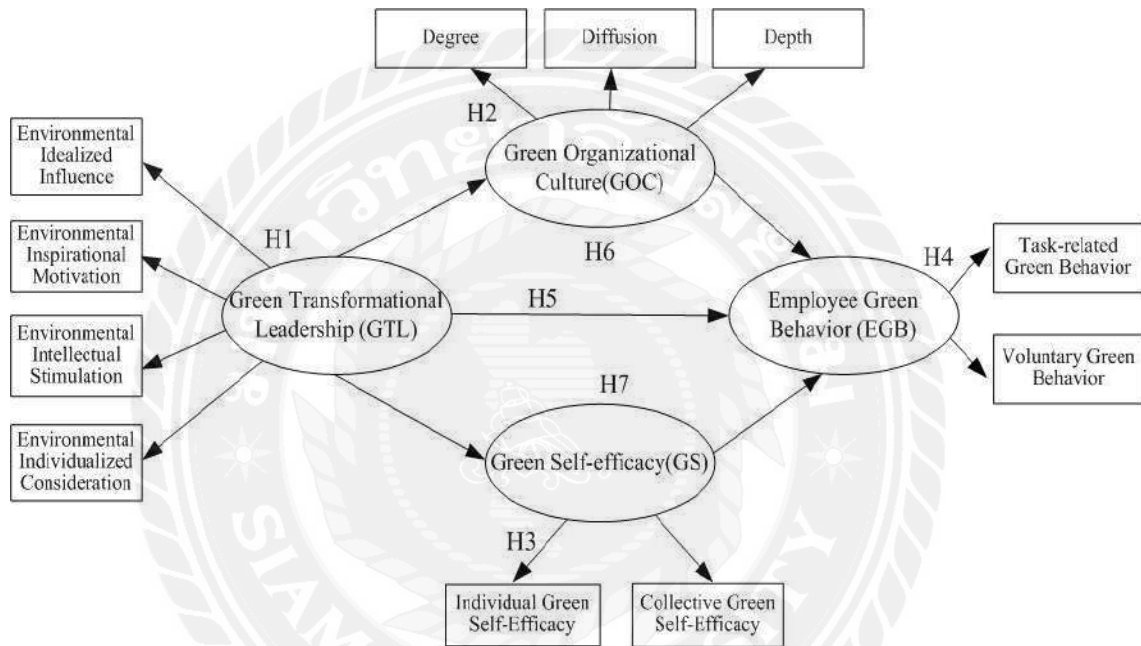 Degree
Diffusion
Depth
H2
Environmental
Idealized
Influence
Green Organizational
Culture(GOC)
H1
H6
H4
Environmental
Inspirational
Motivation
Task-related
Green Behavior
Green Transformational
Leadership (GTL)
H5
Employee Green
Behavior (EGB)
Environmental
Intellectual
Stimulation
Voluntary Green
Behavior
H7
Environmental
Individualized
Consideration
Green Self-efficacy(GS)
H3
Individual Green
Self-Efficacy
Collective Green
Self-Efficacy
SIAM